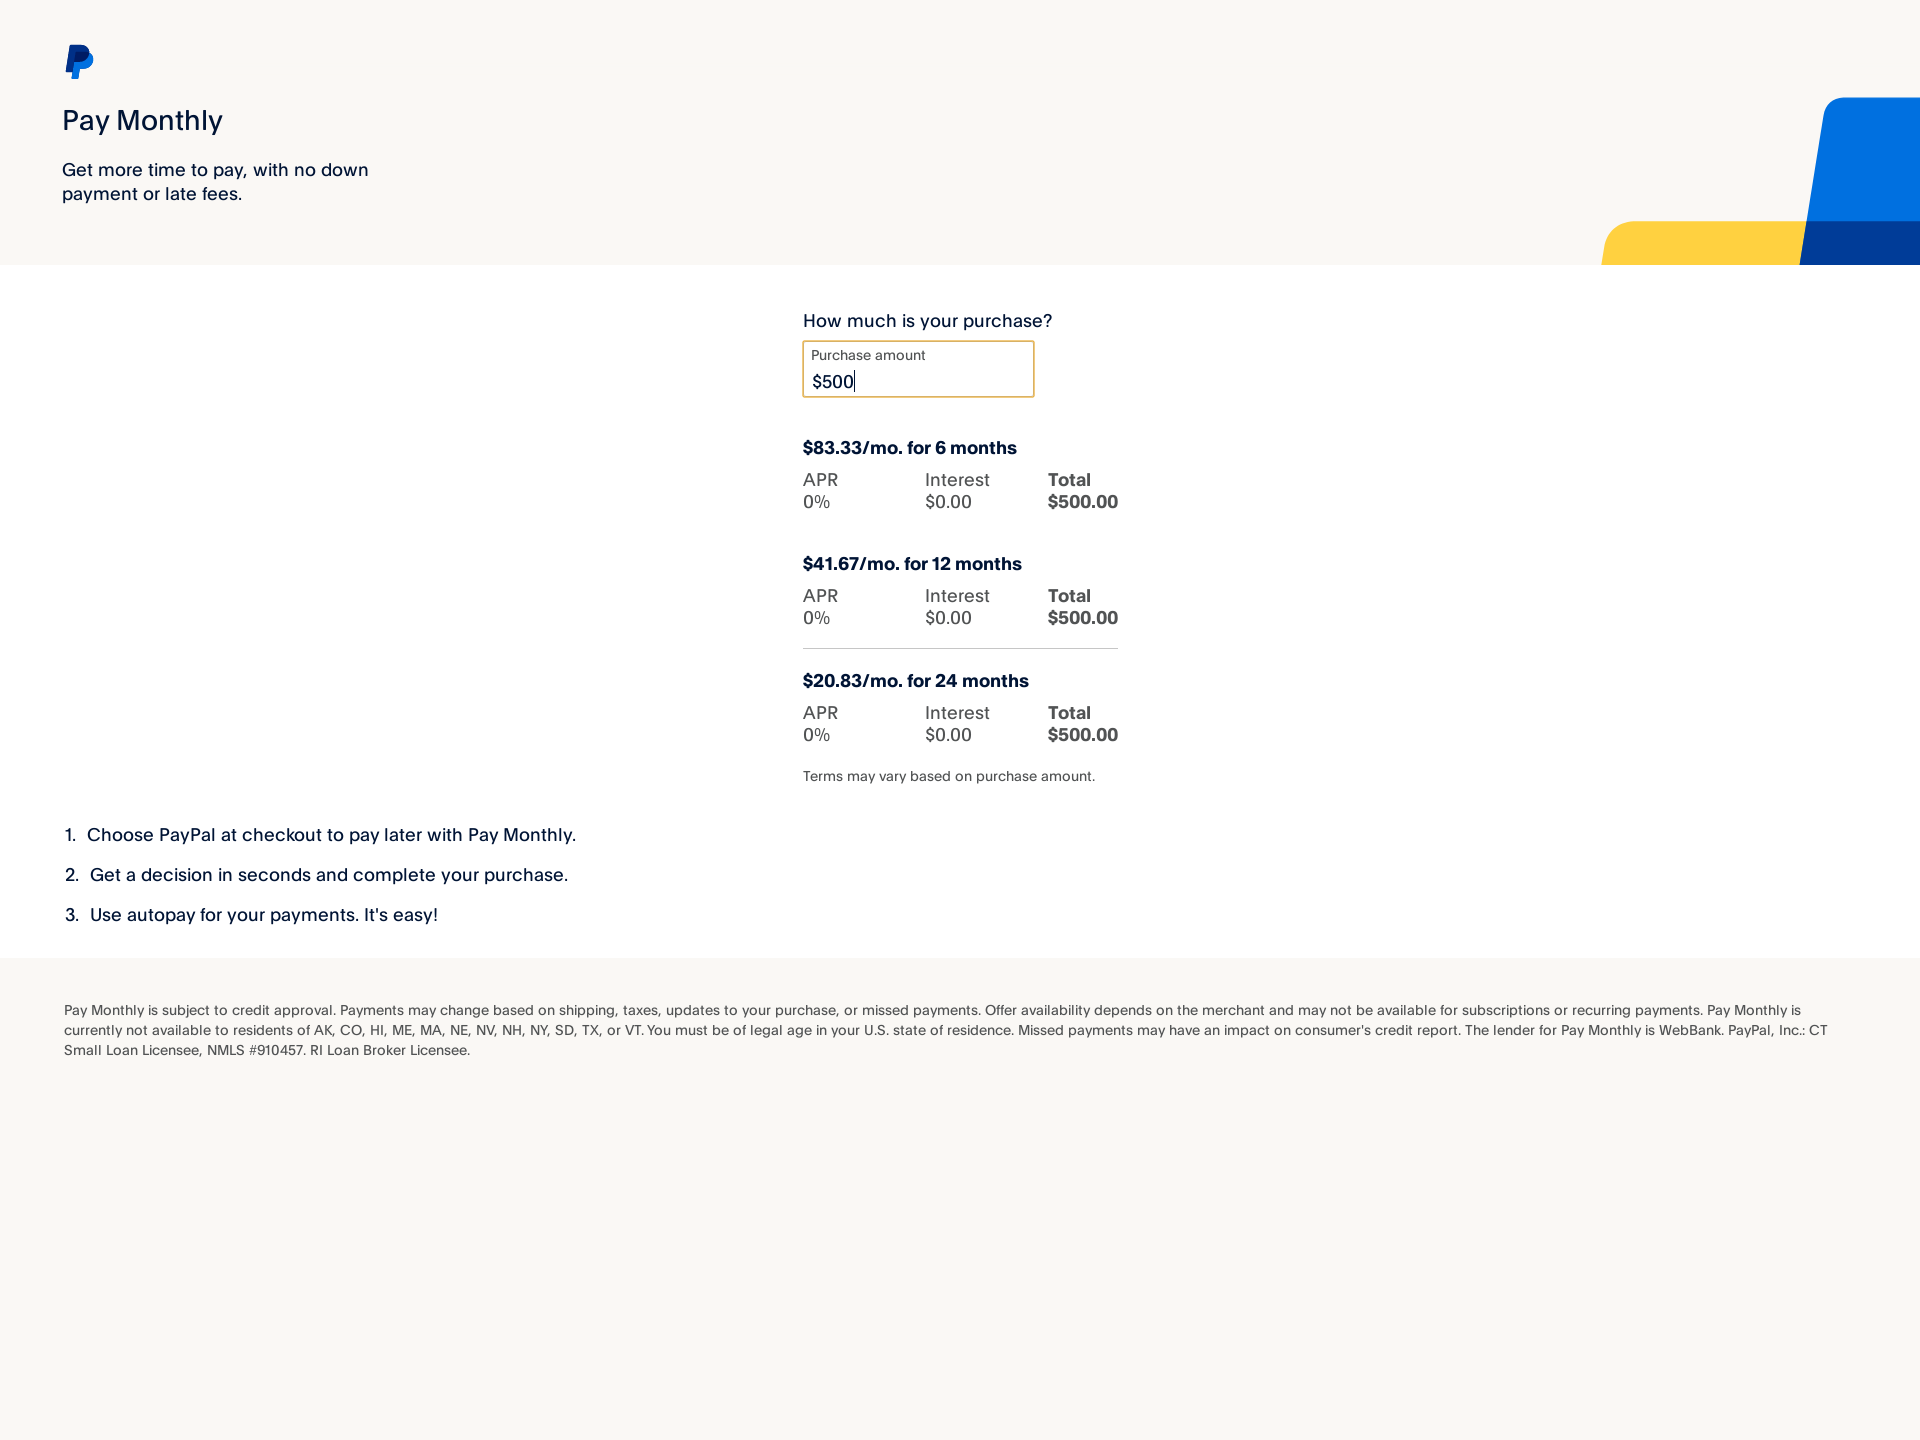 Pay Monthly
Get more time to pay, with no down
payment or late fees.
How much is your purchase?
Purchase amount
$500
$83.33/mo. for 6 months
APR Interest Total
0% $0.00 $500.00
$41.67/mo. for 12 months
APR Interest Total
0% $0.00 $500.00
$20.83/mo. for 24 months
APR Interest Total
0% $0.00 $500.00
Terms may vary based on purchase amount.
1. Choose PayPal at checkout to pay later with Pay Monthly.
2. Get a decision in seconds and complete your purchase.
3. Use autopay for your payments. It's easy!
Pay Monthly is subject to credit approval. Payments may change based on shipping, taxes, updates to your purchase, or missed payments. Offer availability depends on the merchant and may not be available for subscriptions or recurring payments. Pay Monthly is
currently not available to residents of AK, CO, HI, ME, MA, NE, NV, NH, NY, SD, TX, or VT. You must be of legal age in your U.S. state of residence. Missed payments may have an impact on consumer's credit report. The lender for Pay Monthly is WebBank. PayPal, Inc.: CT
Small Loan Licensee, NMLS #910457. RI Loan Broker Licensee.